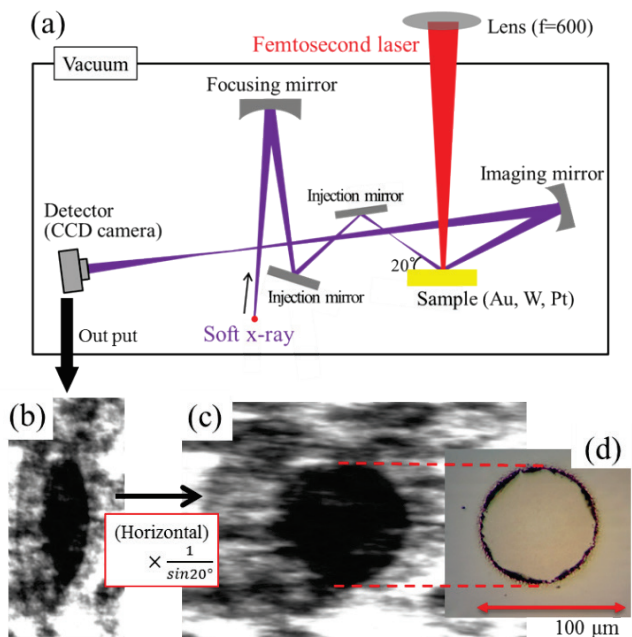 (a)
Lens (f=600)
Femtosecond laser
Vacuum
Focusing mirror
Imaging mirror
Injection mirror
Detector
(CCD camera)
20°
Injection mirror
Sample (Au, W, Pt)
Soft x-ray
Out put
(b)
(c)
(d)
(Horizontal)
× 1/sin20°
100 μm